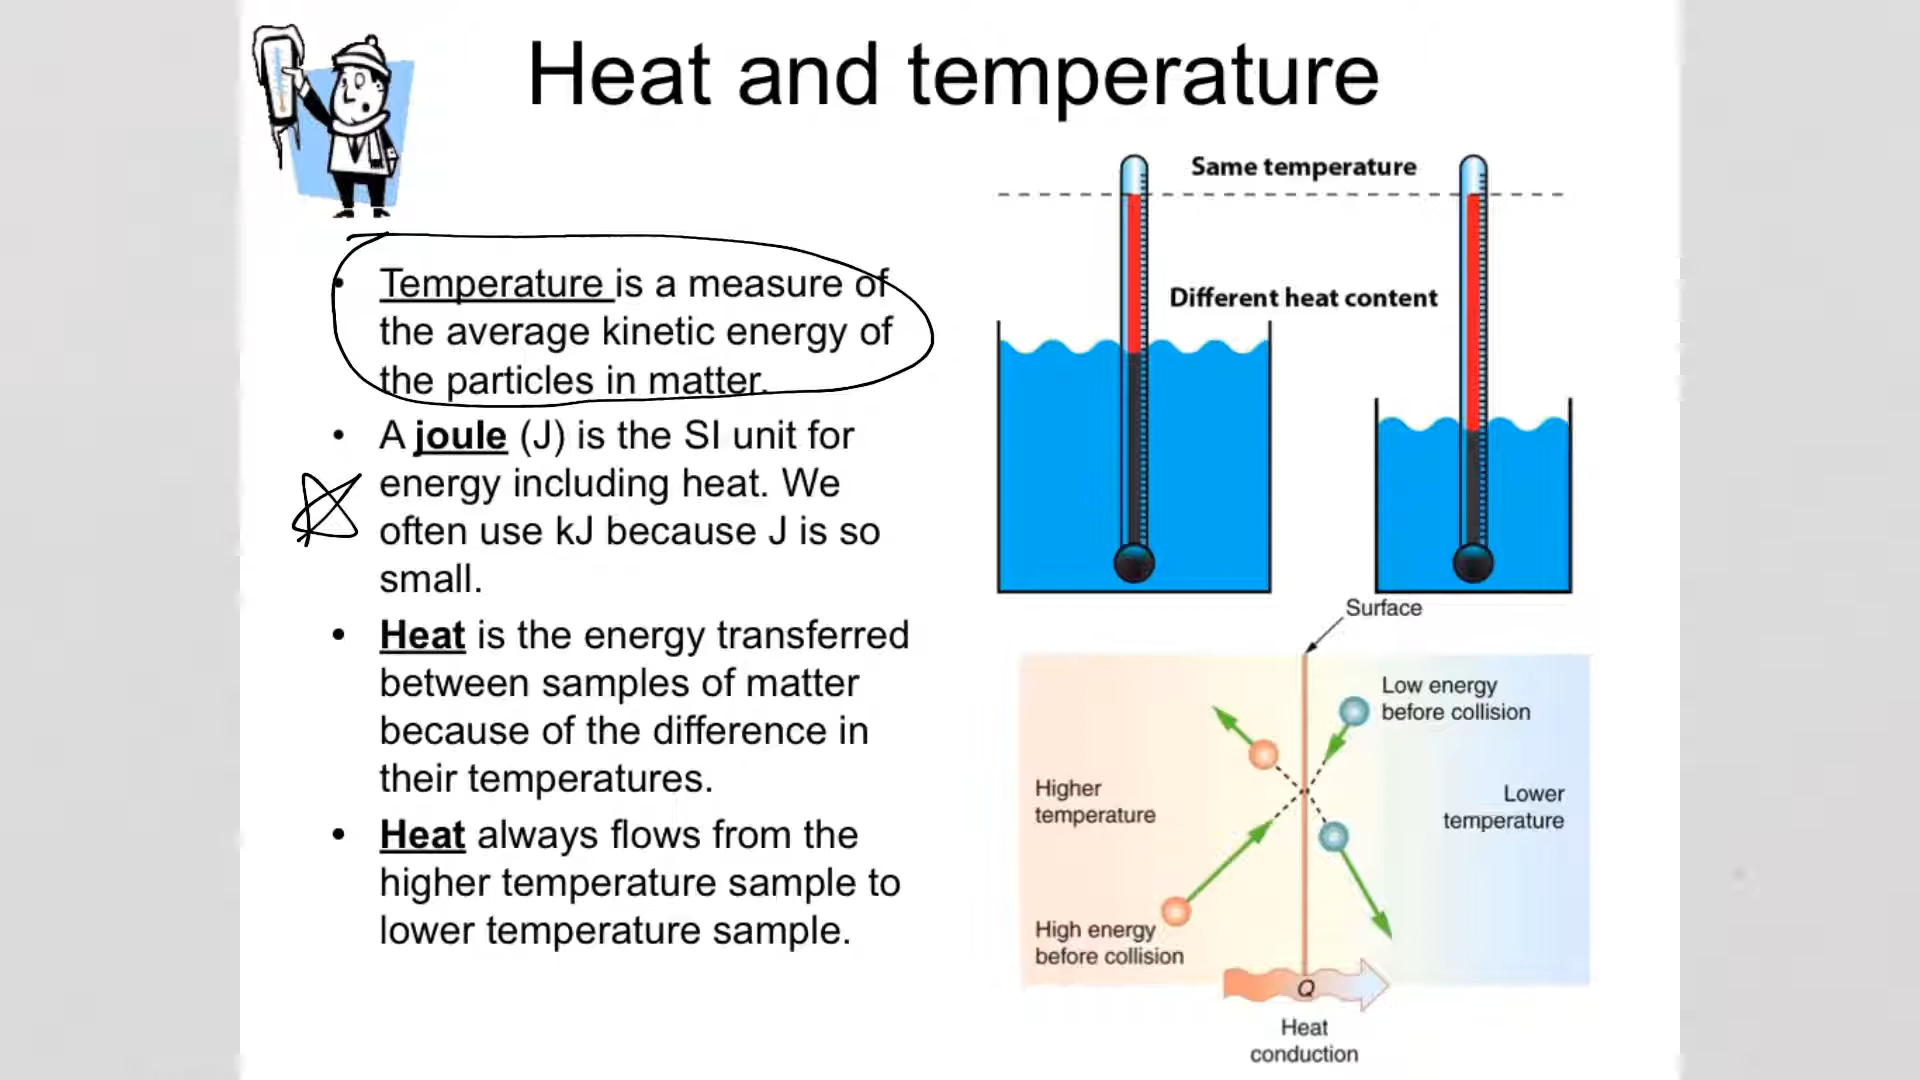 Heat and temperature
• Temperature is a measure of
the average kinetic energy of
the particles in matter.
• A joule (J) is the SI unit for
energy including heat. We
often use kJ because J is so
small.
• Heat is the energy transferred
between samples of matter
because of the difference in
their temperatures.
• Heat always flows from the
higher temperature sample to
lower temperature sample.
Same temperature
Different heat content
Surface
Low energy
before collision
Higher
temperature
Lower
temperature
High energy
before collision
Q
Heat
conduction